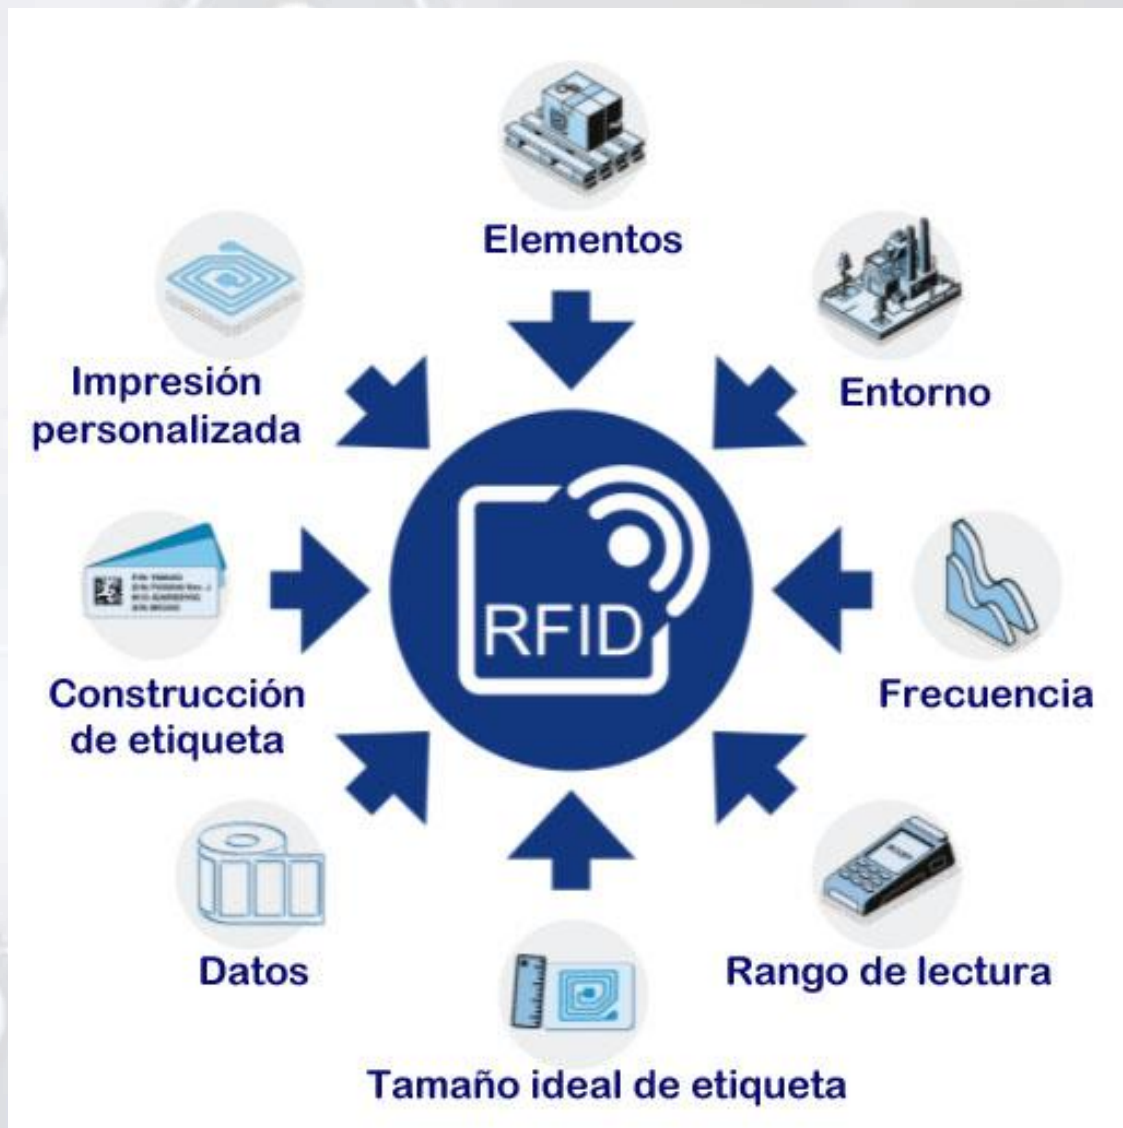 Elementos
Entorno
Impresión
personalizada
RFID
Frecuencia
Construcción
de etiqueta
Rango de lectura
Datos
Tamaño ideal de etiqueta